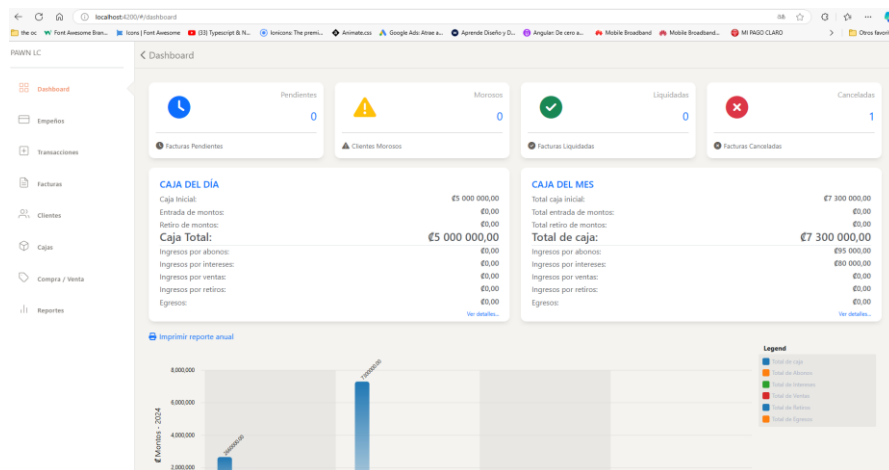 localhost:4200/#/dashboard
the oc
Font Awesome Bran...
Icons | Font Awesome
(33) Typescript & N...
Ionicons: The premi...
Animate.css
Google Ads: Atrae a...
Aprende Diseño y D...
Angular: De cero a...
Mobile Broadband
Mobile Broadband...
MI PAGO CLARO
Otros favori
PAWN LC
Dashboard
Dashboard
Empeños
Transacciones
Facturas
Clientes
Cajas
Compra / Venta
Reportes
Pendientes
0
Facturas Pendientes
Morosos
0
Clientes Morosos
Liquidadas
0
Facturas Liquidadas
Canceladas
1
Facturas Canceladas
CAJA DEL DÍA
Caja Inicial: ₡5 000 000,00
Entrada de montos: ₡0,00
Retiro de montos: ₡0,00
Caja Total: ₡5 000 000,00
Ingresos por abonos: ₡0,00
Ingresos por intereses: ₡0,00
Ingresos por ventas: ₡0,00
Ingresos por retiros: ₡0,00
Egresos: ₡0,00
Ver detalles...
CAJA DEL MES
Total caja inicial: ₡7 300 000,00
Total entrada de montos: ₡0,00
Total retiro de montos: ₡0,00
Total de caja: ₡7 300 000,00
Ingresos por abonos: ₡95 000,00
Ingresos por intereses: ₡80 000,00
Ingresos por ventas: ₡0,00
Ingresos por retiros: ₡0,00
Egresos: ₡0,00
Ver detalles...
Imprimir reporte anual
₡ Montos - 2024
8,000,000
6,000,000
4,000,000
2,000,000
7300000.00
Legend
Total de caja
Total de Abonos
Total de Intereses
Total de Ventas
Total de Retiros
Total de Egresos